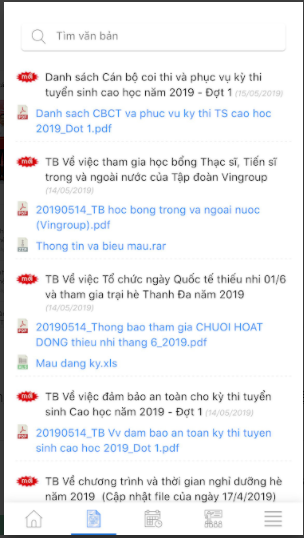 Tìm văn bản
mới Danh sách Cán bộ coi thi và phục vụ kỳ thi
tuyển sinh cao học năm 2019 - Đợt 1 (15/05/2019)
Danh sach CBCT va phuc vu ky thi TS cao hoc
2019_Dot 1.pdf
mới TB Về việc tham gia học bổng Thạc sĩ, Tiến sĩ
trong và ngoài nước của Tập đoàn Vingroup
(14/05/2019)
20190514_TB hoc bong trong va ngoai nuoc
(Vingroup).pdf
Thong tin va bieu mau.rar
mới TB Về việc Tổ chức ngày Quốc tế thiếu nhi 01/6
và tham gia trại hè Thanh Đa năm 2019
(14/05/2019)
20190514_Thong bao tham gia CHUOI HOAT
DONG thieu nhi thang 6_2019.pdf
Mau dang ky.xls
mới TB Về việc đảm bảo an toàn cho kỳ thi tuyển
sinh Cao học năm 2019 - Đợt 1 (14/05/2019)
20190514_TB Vv dam bao an toan ky thi tuyen
sinh cao hoc 2019_Dot 1.pdf
mới TB Về chương trình và thời gian nghỉ dưỡng hè
năm 2019 (Cập nhật file của ngày 17/4/2019)